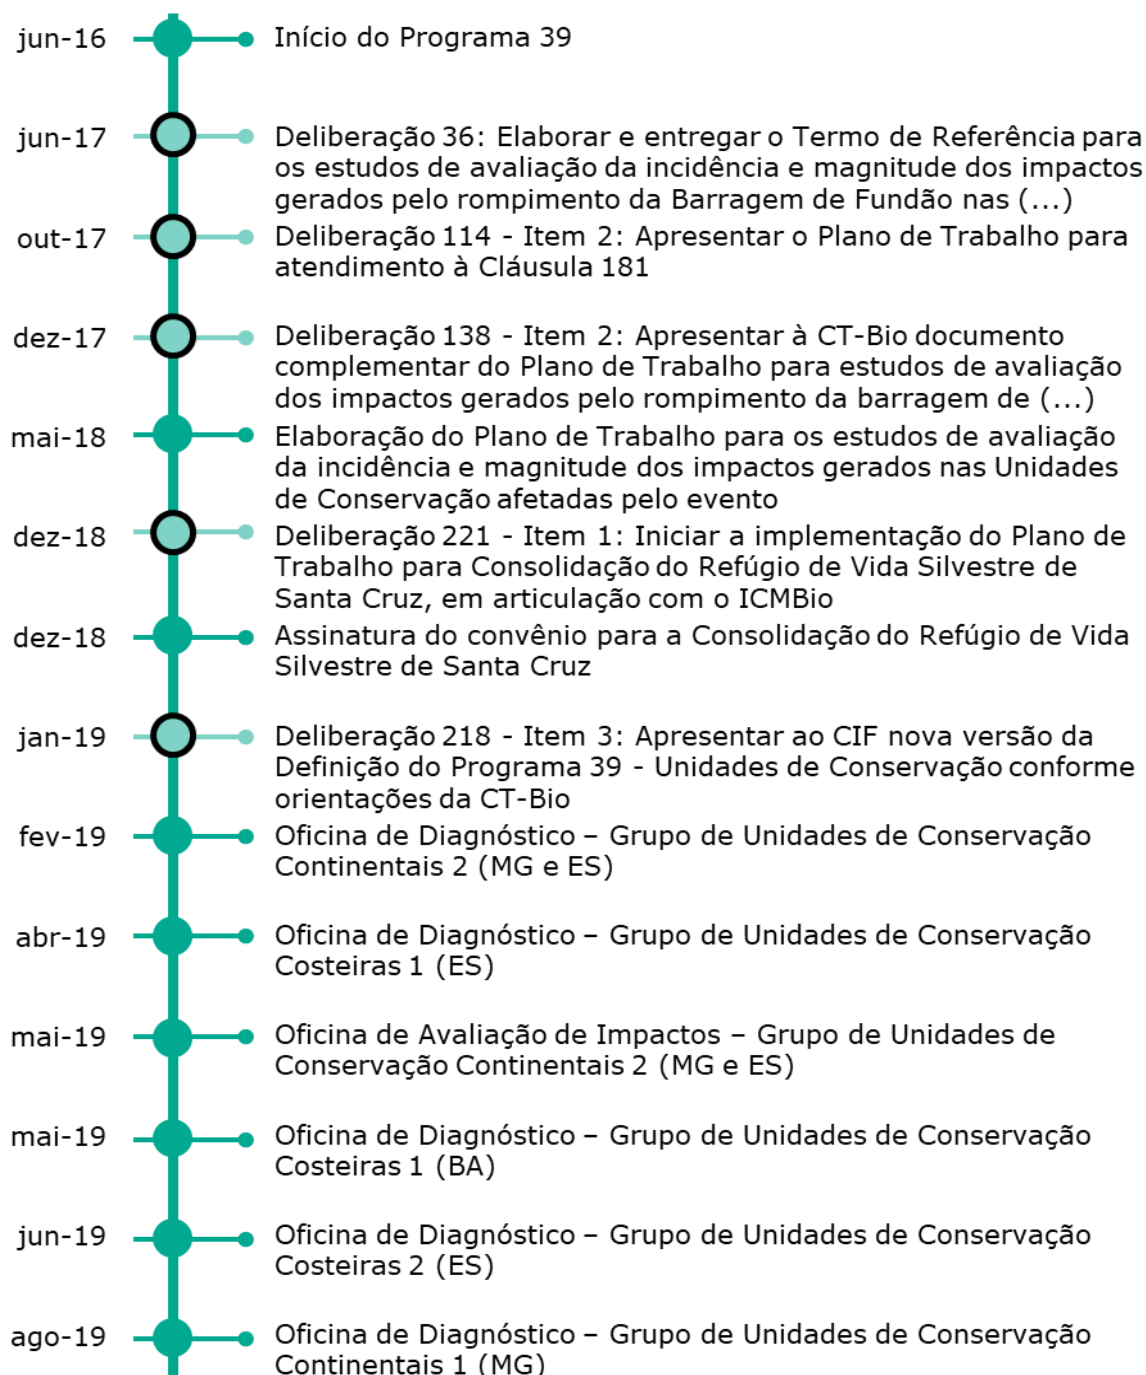 jun-16 Início do Programa 39
jun-17 Deliberação 36: Elaborar e entregar o Termo de Referência para
os estudos de avaliação da incidência e magnitude dos impactos
gerados pelo rompimento da Barragem de Fundão nas (...)
out-17 Deliberação 114 - Item 2: Apresentar o Plano de Trabalho para
atendimento à Cláusula 181
dez-17 Deliberação 138 - Item 2: Apresentar à CT-Bio documento
complementar do Plano de Trabalho para estudos de avaliação
dos impactos gerados pelo rompimento da barragem de (...)
mai-18 Elaboração do Plano de Trabalho para os estudos de avaliação
da incidência e magnitude dos impactos gerados nas Unidades
de Conservação afetadas pelo evento
dez-18 Deliberação 221 - Item 1: Iniciar a implementação do Plano de
Trabalho para Consolidação do Refúgio de Vida Silvestre de
Santa Cruz, em articulação com o ICMBio
dez-18 Assinatura do convênio para a Consolidação do Refúgio de Vida
Silvestre de Santa Cruz
jan-19 Deliberação 218 - Item 3: Apresentar ao CIF nova versão da
Definição do Programa 39 - Unidades de Conservação conforme
orientações da CT-Bio
fev-19 Oficina de Diagnóstico – Grupo de Unidades de Conservação
Continentais 2 (MG e ES)
abr-19 Oficina de Diagnóstico – Grupo de Unidades de Conservação
Costeiras 1 (ES)
mai-19 Oficina de Avaliação de Impactos – Grupo de Unidades de
Conservação Continentais 2 (MG e ES)
mai-19 Oficina de Diagnóstico – Grupo de Unidades de Conservação
Costeiras 1 (BA)
jun-19 Oficina de Diagnóstico – Grupo de Unidades de Conservação
Costeiras 2 (ES)
ago-19 Oficina de Diagnóstico – Grupo de Unidades de Conservação
Continentais 1 (MG)